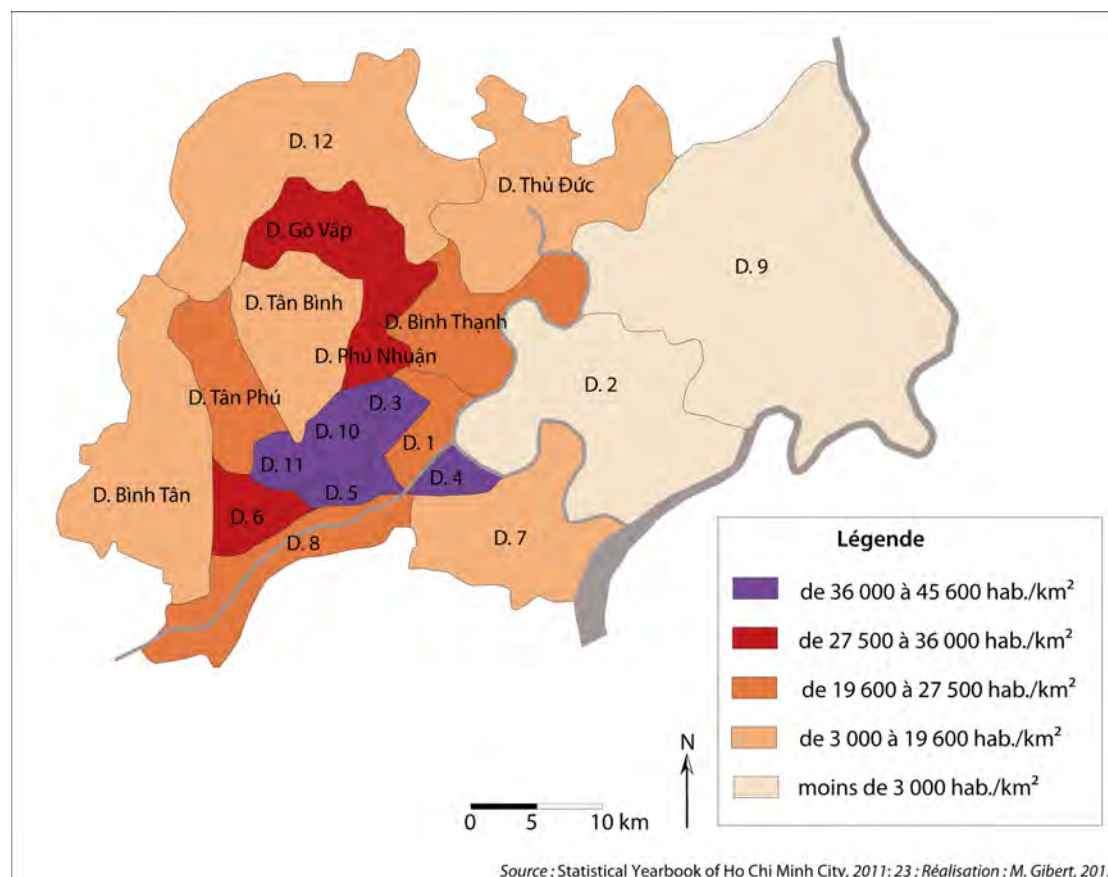 D. 12
D. Thủ Đức
D. Gò Vấp
D. 9
D. Tân Bình
D. Bình Thạnh
D. Phú Nhuận
D. 2
D. Tân Phú
D. 3
D. 10
D. 1
D. 11
D. 4
D. 5
D. Bình Tân
D. 6
D. 8
D. 7
Légende
de 36 000 à 45 600 hab./km²
de 27 500 à 36 000 hab./km²
de 19 600 à 27 500 hab./km²
de 3 000 à 19 600 hab./km²
moins de 3 000 hab./km²
N
0 5 10 km
Source : Statistical Yearbook of Ho Chi Minh City, 2011: 23 ; Réalisation : M. Gibert,